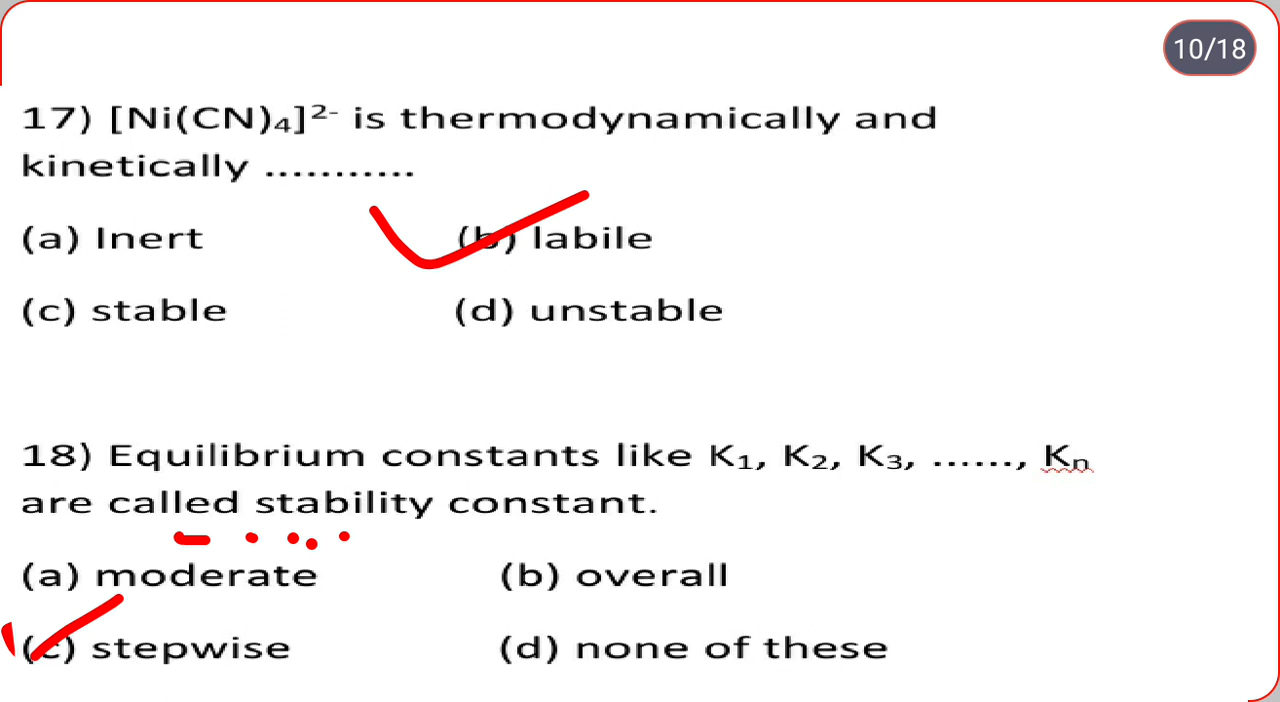 10/18
17) [Ni(CN)₄]²⁻ is thermodynamically and
kinetically ...........
(a) Inert (b) labile
(c) stable (d) unstable
18) Equilibrium constants like K₁, K₂, K₃, ......, Kₙ
are called stability constant.
(a) moderate (b) overall
(c) stepwise (d) none of these